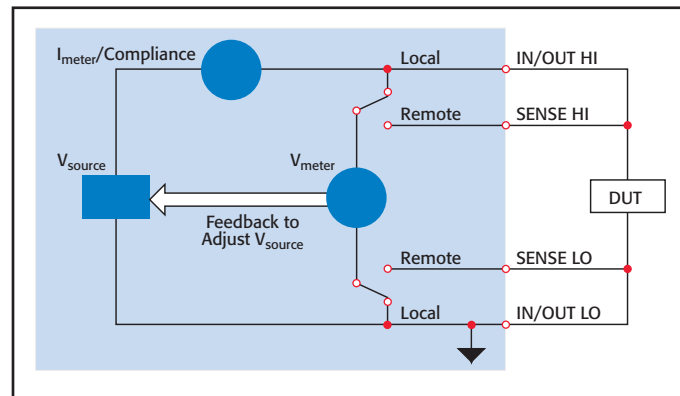 I_meter/Compliance
Local
IN/OUT HI
Remote
SENSE HI
V_source
V_meter
DUT
Feedback to
Adjust V_source
Remote
SENSE LO
Local
IN/OUT LO